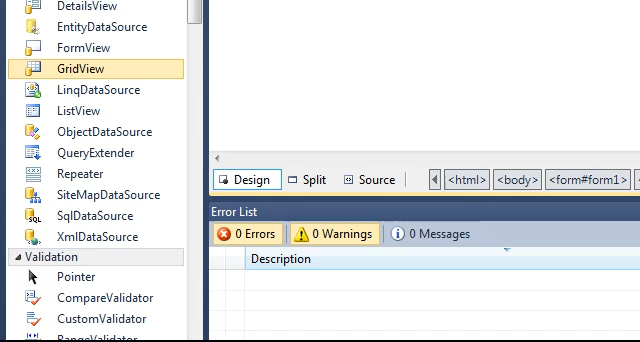 DetailsView
EntityDataSource
FormView
GridView
LinqDataSource
ListView
ObjectDataSource
QueryExtender
Repeater
SiteMapDataSource
SqlDataSource
XmlDataSource
Validation
Pointer
CompareValidator
CustomValidator
RangeValidator
Design Split Source <html> <body> <form#form1>
Error List
0 Errors 0 Warnings 0 Messages
Description